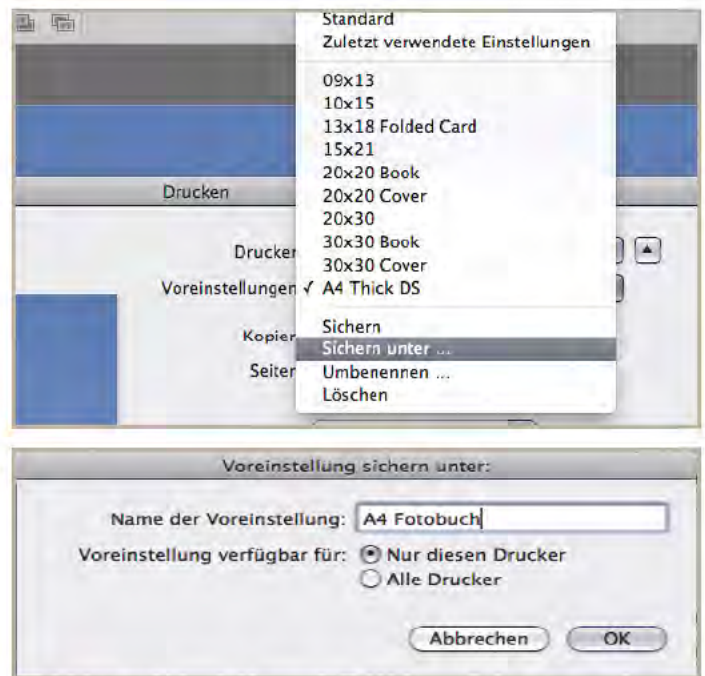 Standard
Zuletzt verwendete Einstellungen
09x13
10x15
13x18 Folded Card
15x21
20x20 Book
Drucken
20x20 Cover
20x30
Drucker
30x30 Book
30x30 Cover
Voreinstellungen ✓ A4 Thick DS
Kopier
Sichern
Sichern unter ...
Seiten
Umbenennen ...
Löschen
Voreinstellung sichern unter:
Name der Voreinstellung: A4 Fotobuch
Voreinstellung verfügbar für: Nur diesen Drucker
Alle Drucker
Abbrechen OK